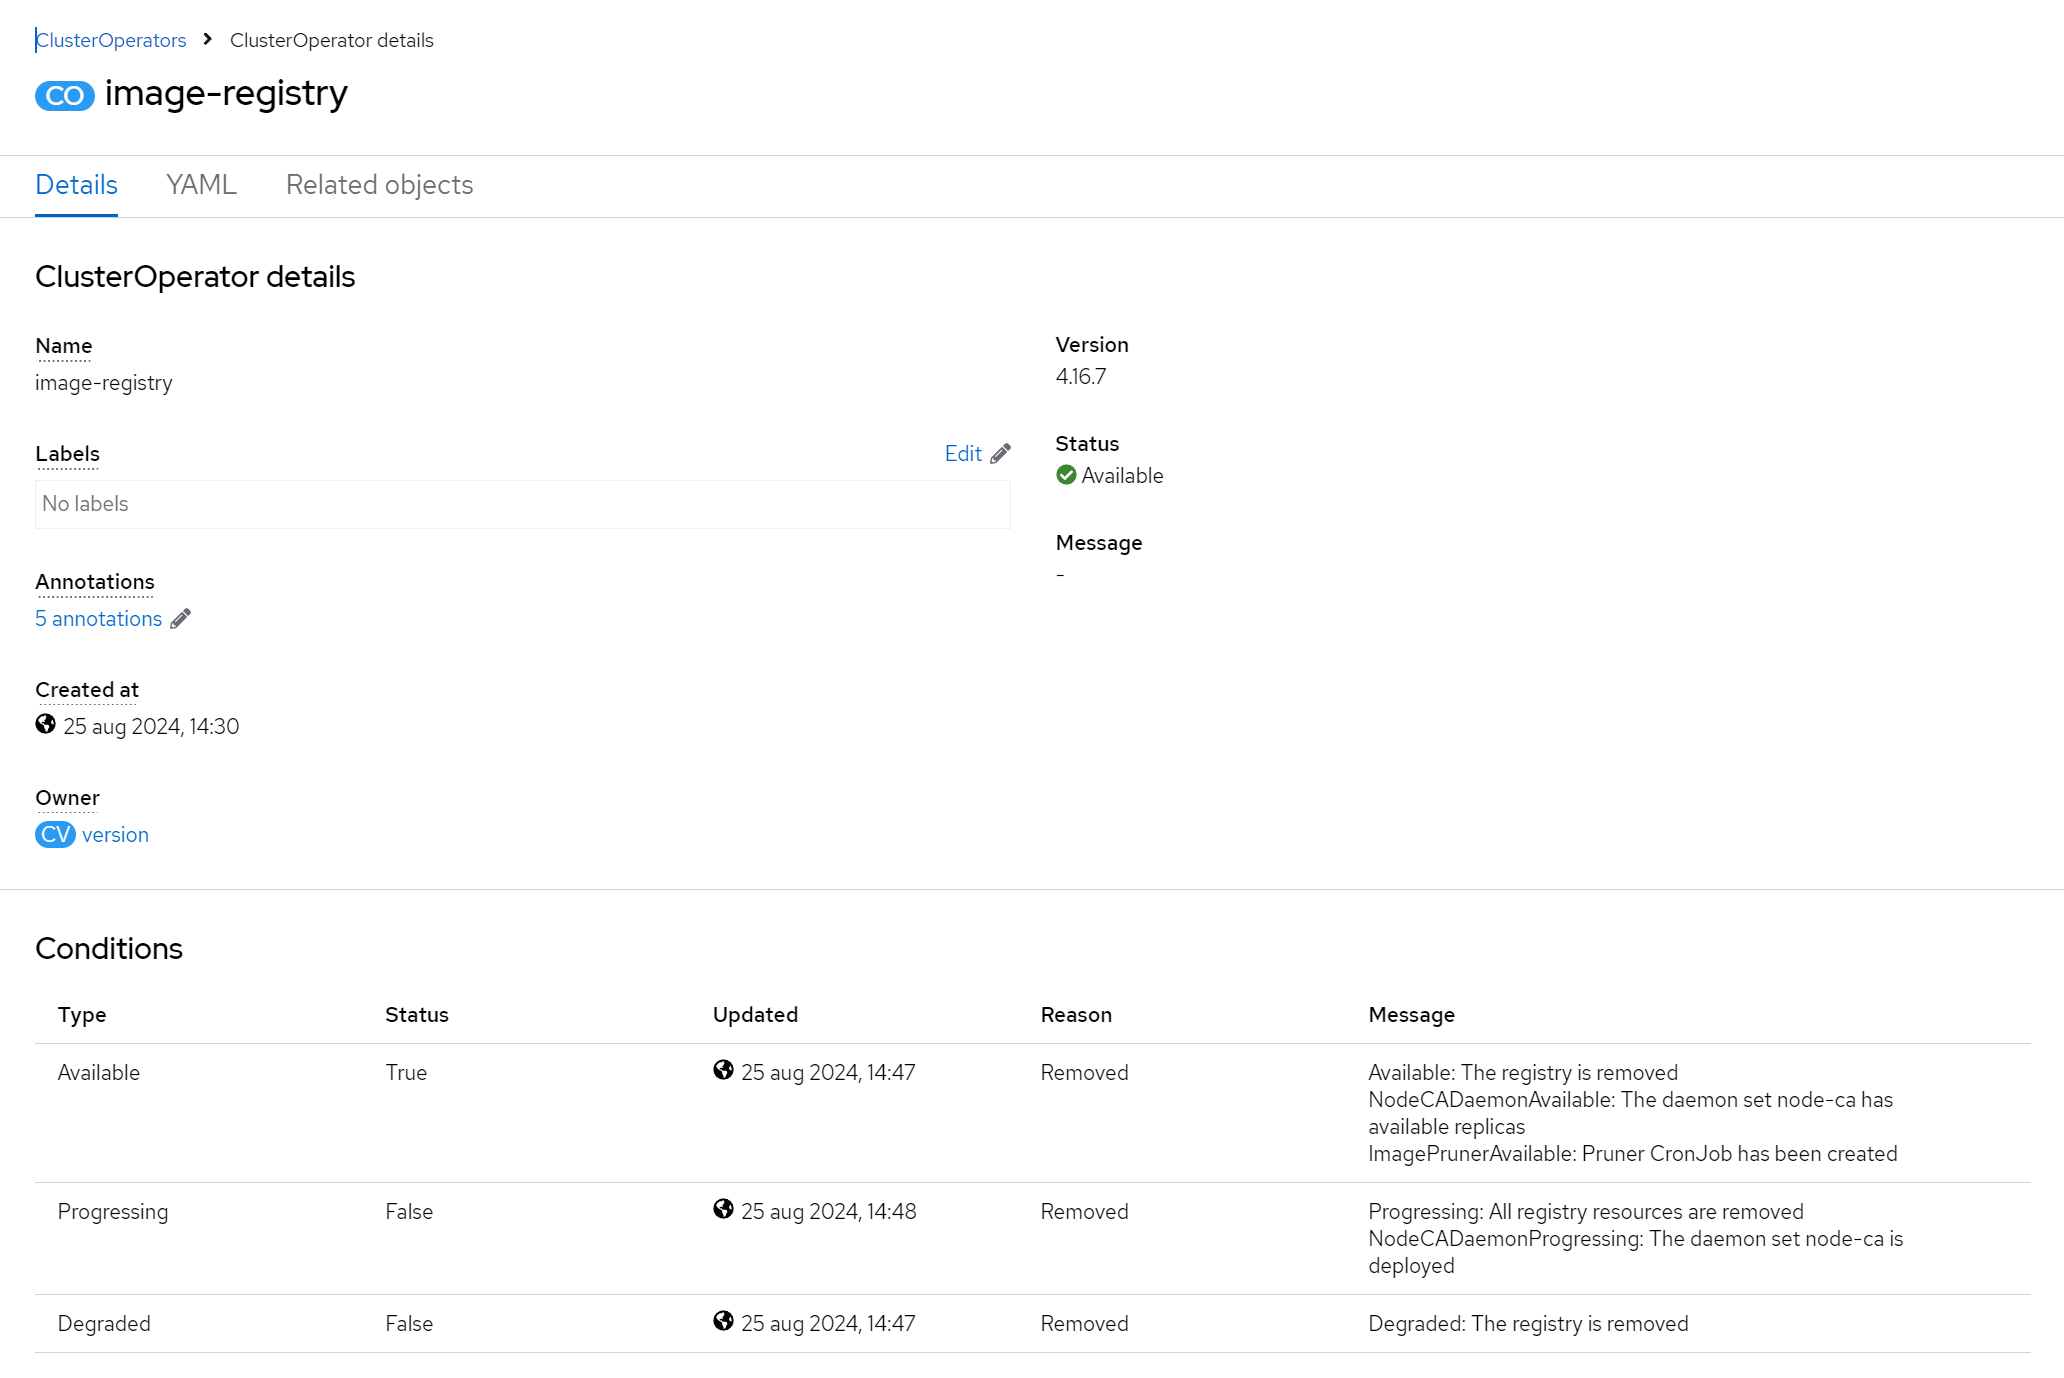 ClusterOperators > ClusterOperator details
CO image-registry
Details YAML Related objects
ClusterOperator details
Name
image-registry
Labels
Edit
No labels
Annotations
5 annotations
Created at
25 aug 2024, 14:30
Owner
CV version
Version
4.16.7
Status
Available
Message
-
Conditions
Type Status Updated Reason Message
Available True 25 aug 2024, 14:47 Removed Available: The registry is removed
NodeCADaemonAvailable: The daemon set node-ca has
available replicas
ImagePrunerAvailable: Pruner CronJob has been created
Progressing False 25 aug 2024, 14:48 Removed Progressing: All registry resources are removed
NodeCADaemonProgressing: The daemon set node-ca is
deployed
Degraded False 25 aug 2024, 14:47 Removed Degraded: The registry is removed